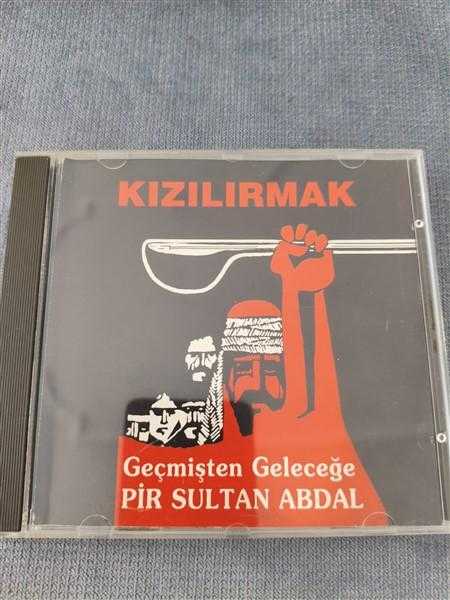 KIZILIRMAK
Geçmişten Geleceğe
PİR SULTAN ABDAL